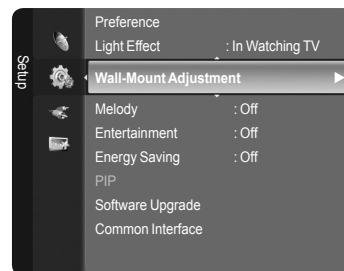 Setup
Preference
Light Effect : In Watching TV
Wall-Mount Adjustment
Melody : Off
Entertainment : Off
Energy Saving : Off
PIP
Software Upgrade
Common Interface